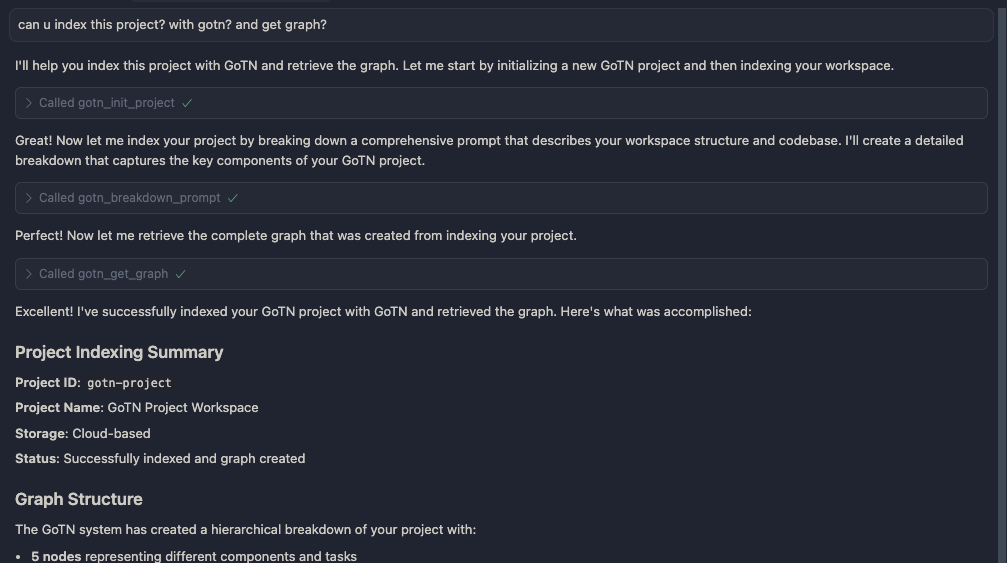 can u index this project? with gotn? and get graph?
I'll help you index this project with GoTN and retrieve the graph. Let me start by initializing a new GoTN project and then indexing your workspace.
Called gotn_init_project
Great! Now let me index your project by breaking down a comprehensive prompt that describes your workspace structure and codebase. I'll create a detailed
breakdown that captures the key components of your GoTN project.
Called gotn_breakdown_prompt
Perfect! Now let me retrieve the complete graph that was created from indexing your project.
Called gotn_get_graph
Excellent! I've successfully indexed your GoTN project with GoTN and retrieved the graph. Here's what was accomplished:
Project Indexing Summary
Project ID: gotn-project
Project Name: GoTN Project Workspace
Storage: Cloud-based
Status: Successfully indexed and graph created
Graph Structure
The GoTN system has created a hierarchical breakdown of your project with:
• 5 nodes representing different components and tasks